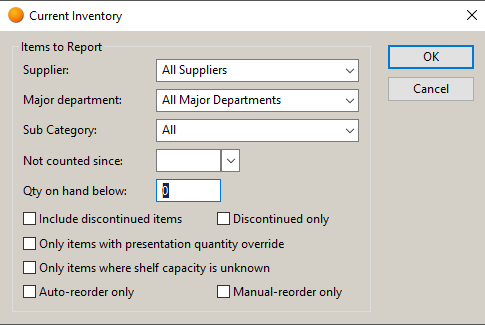 Current Inventory
Items to Report
Supplier: All Suppliers
OK
Major department: All Major Departments
Cancel
Sub Category: All
Not counted since:
Qty on hand below: 0
Include discontinued items Discontinued only
Only items with presentation quantity override
Only items where shelf capacity is unknown
Auto-reorder only Manual-reorder only